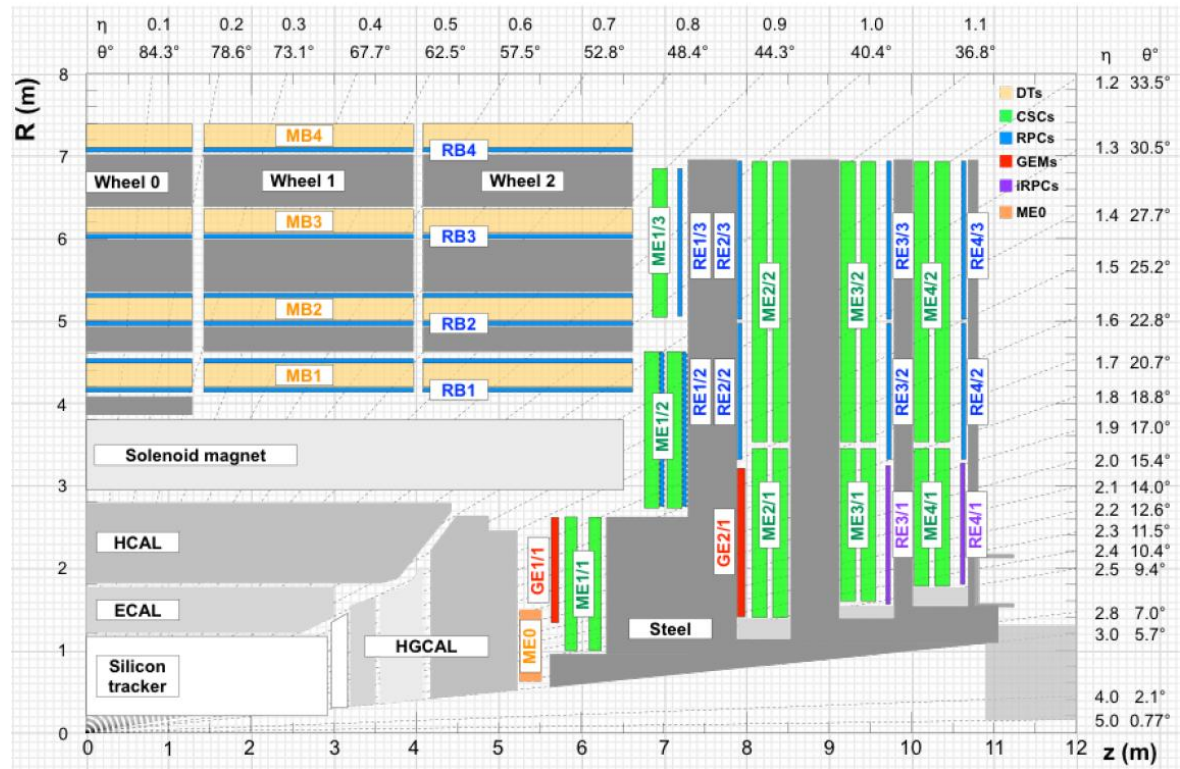 η 0.1 0.2 0.3 0.4 0.5 0.6 0.7 0.8 0.9 1.0 1.1
θ° 84.3° 78.6° 73.1° 67.7° 62.5° 57.5° 52.8° 48.4° 44.3° 40.4° 36.8° η θ°
R (m)
8
7
6
5
4
3
2
1
0
1.2 33.5°
1.3 30.5°
1.4 27.7°
1.5 25.2°
1.6 22.8°
1.7 20.7°
1.8 18.8°
1.9 17.0°
2.0 15.4°
2.1 14.0°
2.2 12.6°
2.3 11.5°
2.4 10.4°
2.5 9.4°
2.8 7.0°
3.0 5.7°
4.0 2.1°
5.0 0.77°
DTs
CSCs
RPCs
GEMs
iRPCs
ME0
MB4
RB4
Wheel 0 Wheel 1 Wheel 2
MB3
RB3
MB2
RB2
MB1
RB1
Solenoid magnet
HCAL
ECAL
HGCAL
Silicon
tracker
Steel
ME1/3
RE1/3
RE2/3
ME2/2
ME3/2
RE3/3
ME4/2
RE4/3
ME1/2
RE1/2
RE2/2
RE3/2
RE4/2
GE1/1
ME1/1
ME0
GE2/1
ME2/1
ME3/1
RE3/1
ME4/1
RE4/1
0 1 2 3 4 5 6 7 8 9 10 11 12 z (m)